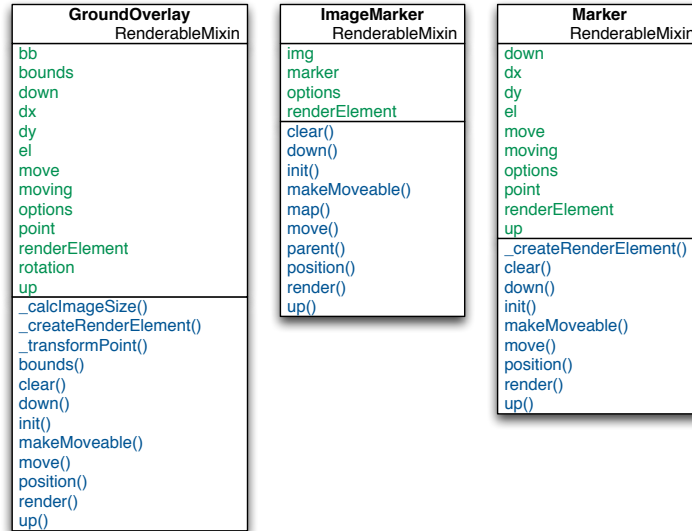 GroundOverlay
RenderableMixin
bb
bounds
down
dx
dy
el
move
moving
options
point
renderElement
rotation
up
_calcImageSize()
_createRenderElement()
_transformPoint()
bounds()
clear()
down()
init()
makeMoveable()
move()
position()
render()
up()
ImageMarker
RenderableMixin
img
marker
options
renderElement
clear()
down()
init()
makeMoveable()
map()
move()
parent()
position()
render()
up()
Marker
RenderableMixin
down
dx
dy
el
move
moving
options
point
renderElement
up
_createRenderElement()
clear()
down()
init()
makeMoveable()
move()
position()
render()
up()